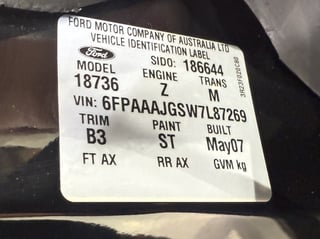 FORD MOTOR COMPANY OF AUSTRALIA LTD
VEHICLE IDENTIFICATION LABEL
Ford
SIDO: 186644
MODEL ENGINE TRANS
18736 Z M
VIN: 6FPAAAJGSW7L87269
TRIM PAINT BUILT
B3 ST May07
FT AX RR AX GVM kg